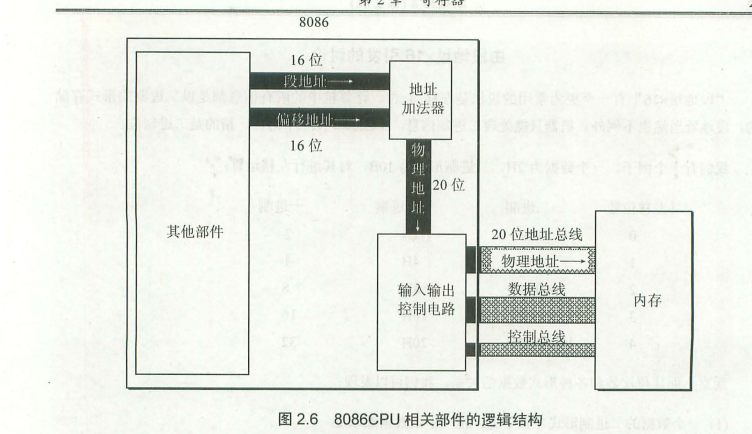 第 2 章 寄存器
8086
16 位
段地址
偏移地址
16 位
地址
加法器
物理地址
20 位
其他部件
输入输出
控制电路
20 位地址总线
物理地址
数据总线
控制总线
内存
图 2.6 8086CPU 相关部件的逻辑结构